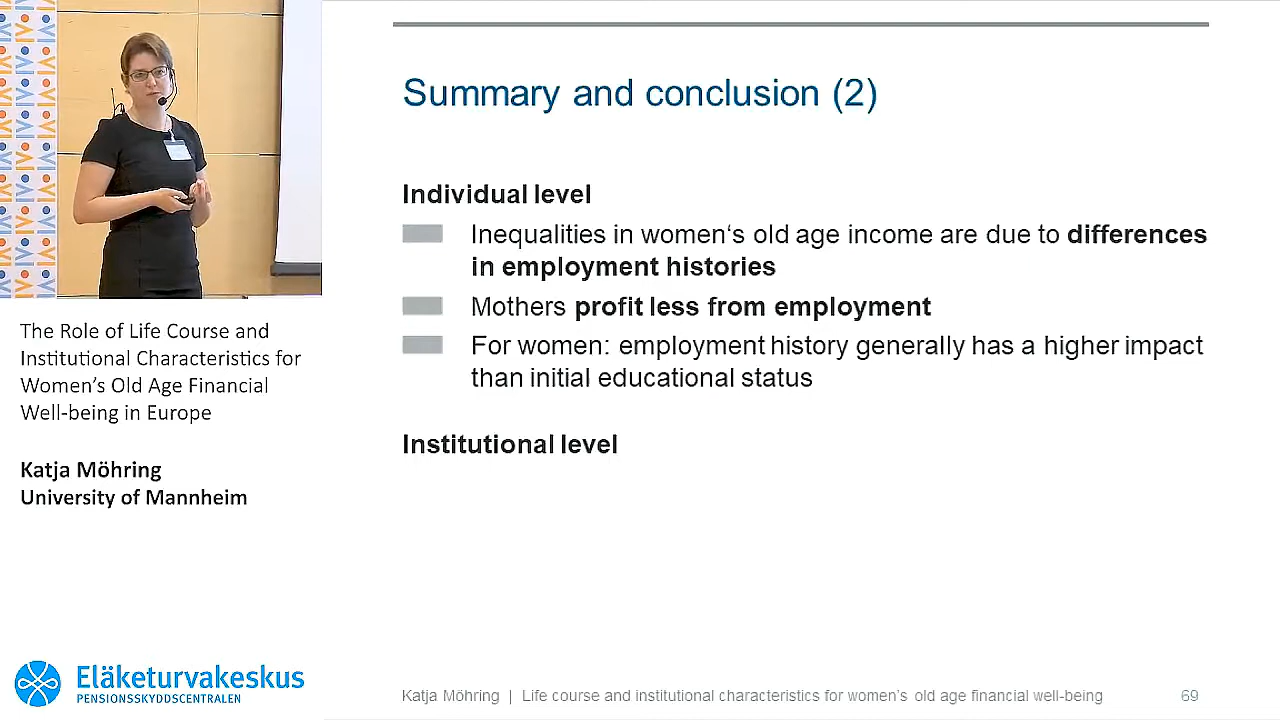 The Role of Life Course and
Institutional Characteristics for
Women's Old Age Financial
Well-being in Europe
Katja Möhring
University of Mannheim
Eläketurvakeskus
PENSIONSSKYDDSCENTRALEN
Summary and conclusion (2)
Individual level
Inequalities in women‘s old age income are due to differences
in employment histories
Mothers profit less from employment
For women: employment history generally has a higher impact
than initial educational status
Institutional level
Katja Möhring | Life course and institutional characteristics for women's old age financial well-being
69